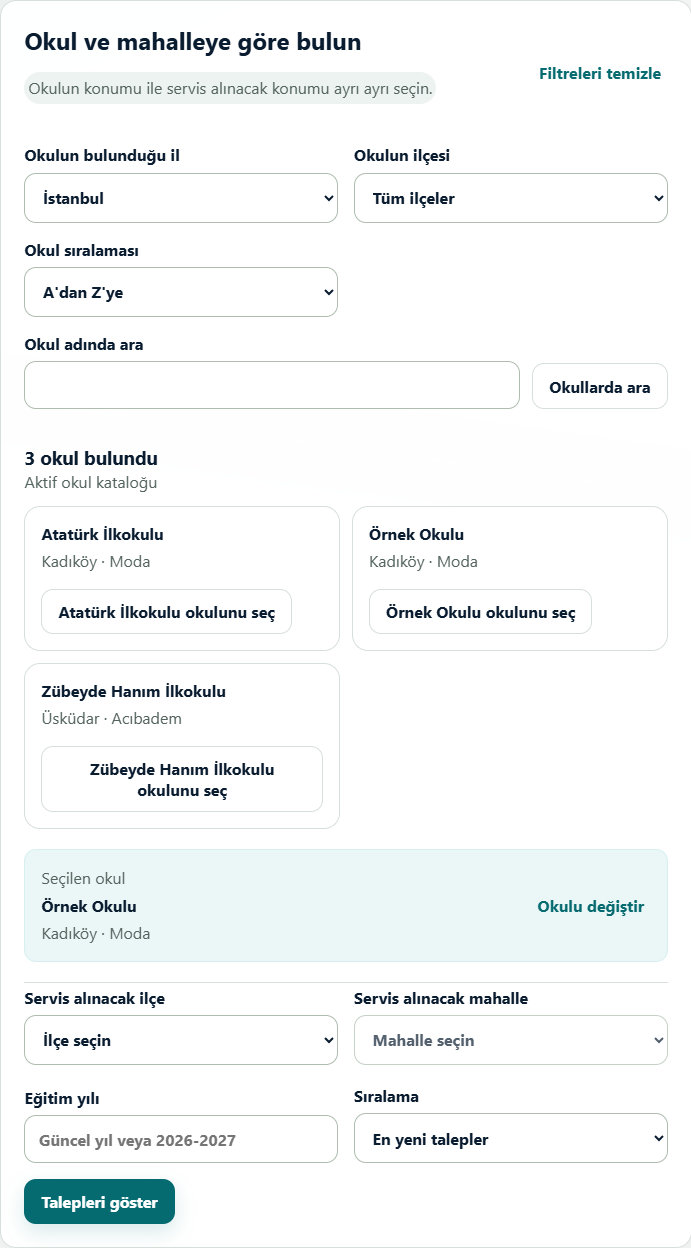 Okul ve mahalleye göre bulun
Filtreleri temizle
Okulun konumu ile servis alınacak konumu ayrı ayrı seçin.
Okulun bulunduğu il
Okulun ilçesi
İstanbul
Tüm ilçeler
Okul sıralaması
A'dan Z'ye
Okul adında ara
Okullarda ara
3 okul bulundu
Aktif okul kataloğu
Atatürk İlkokulu
Kadıköy · Moda
Atatürk İlkokulu okulunu seç
Örnek Okulu
Kadıköy · Moda
Örnek Okulu okulunu seç
Zübeyde Hanım İlkokulu
Üsküdar · Acıbadem
Zübeyde Hanım İlkokulu
okulunu seç
Seçilen okul
Örnek Okulu
Kadıköy · Moda
Okulu değiştir
Servis alınacak ilçe
Servis alınacak mahalle
İlçe seçin
Mahalle seçin
Eğitim yılı
Sıralama
Güncel yıl veya 2026-2027
En yeni talepler
Talepleri göster